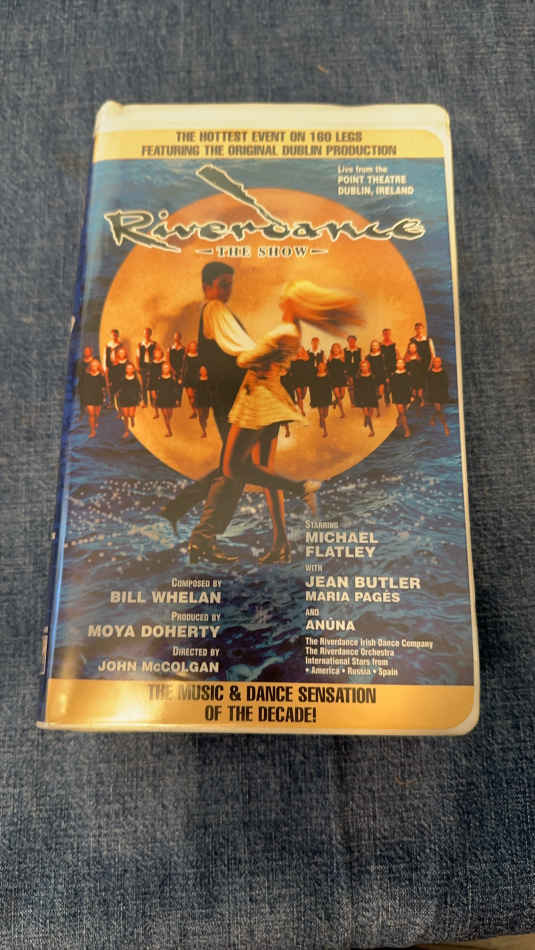 THE HOTTEST EVENT ON 160 LEGS
FEATURING THE ORIGINAL DUBLIN PRODUCTION
Live from the
POINT THEATRE
DUBLIN, IRELAND
Riverdance
THE SHOW
STARRING
MICHAEL
FLATLEY
WITH
JEAN BUTLER
MARIA PAGÉS
AND
ANÚNA
The Riverdance Irish Dance Company
The Riverdance Orchestra
International Stars from
• America • Russia • Spain
COMPOSED BY
BILL WHELAN
PRODUCED BY
MOYA DOHERTY
DIRECTED BY
JOHN McCOLGAN
THE MUSIC & DANCE SENSATION
OF THE DECADE!